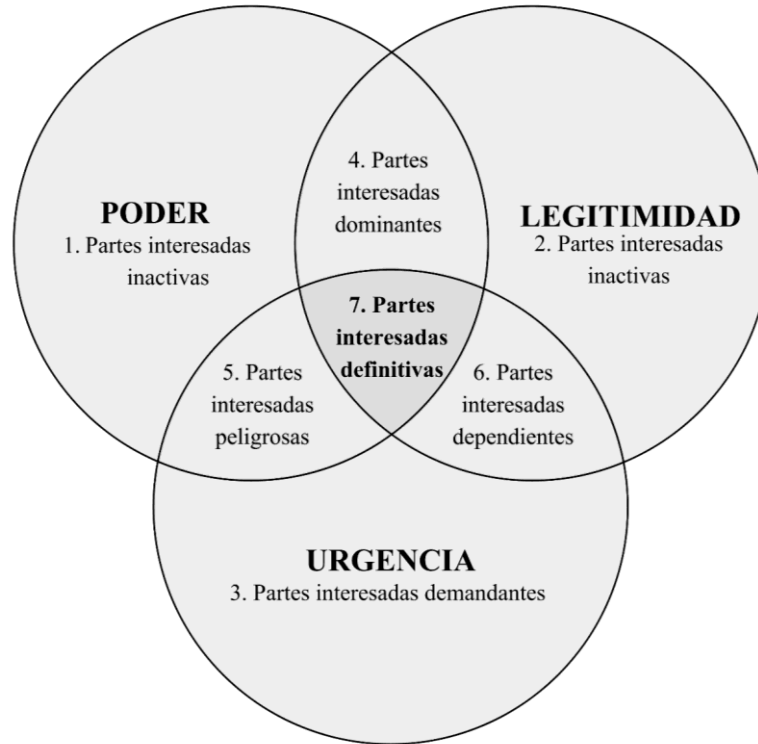 4. Partes
interesadas
dominantes
PODER
1. Partes interesadas
inactivas
LEGITIMIDAD
2. Partes interesadas
inactivas
7. Partes
interesadas
definitivas
5. Partes
interesadas
peligrosas
6. Partes
interesadas
dependientes
URGENCIA
3. Partes interesadas demandantes